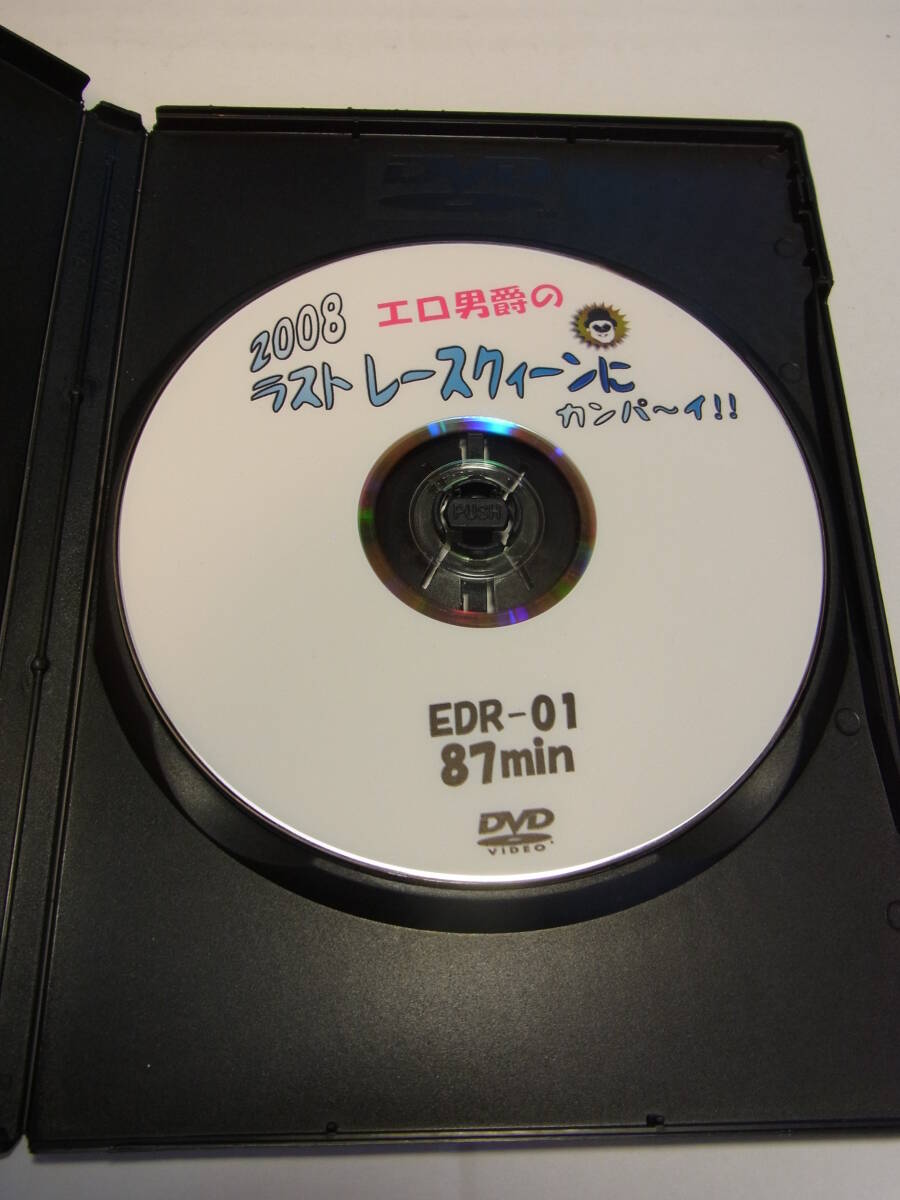 DVD
2008 エロ男爵の
ラスト レースクィーンに
カンパ～イ!!
PUSH
EDR-01
87min
DVD
VIDEO